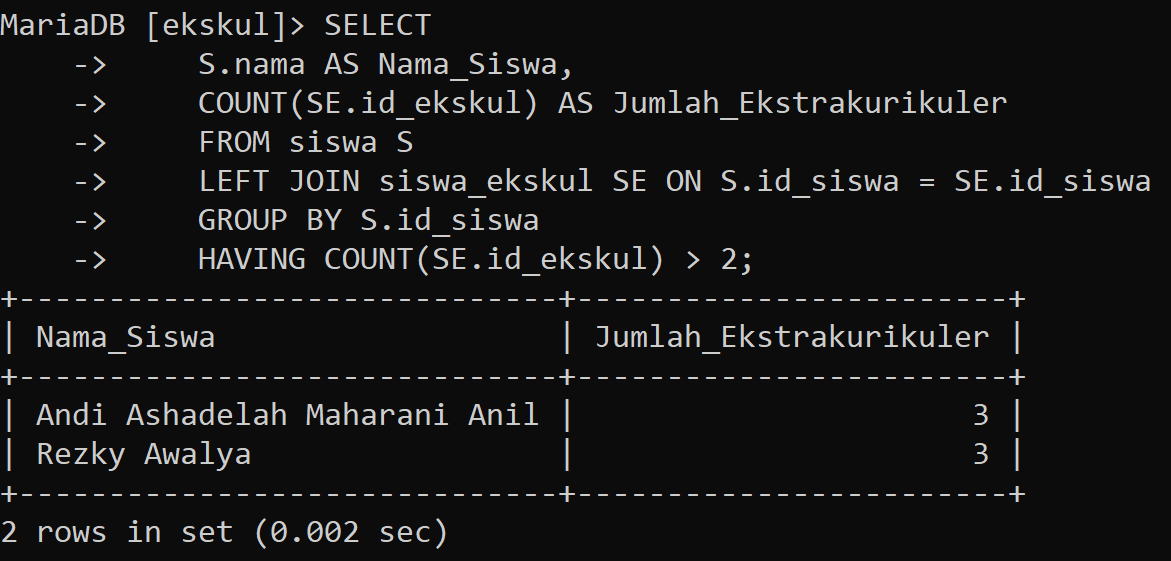 MariaDB [ekskul]> SELECT
    ->     S.nama AS Nama_Siswa,
    ->     COUNT(SE.id_ekskul) AS Jumlah_Ekstrakurikuler
    ->     FROM siswa S
    ->     LEFT JOIN siswa_ekskul SE ON S.id_siswa = SE.id_siswa
    ->     GROUP BY S.id_siswa
    ->     HAVING COUNT(SE.id_ekskul) > 2;
+------------------------------+------------------------+
| Nama_Siswa                   | Jumlah_Ekstrakurikuler |
+------------------------------+------------------------+
| Andi Ashadelah Maharani Anil |                      3 |
| Rezky Awalya                 |                      3 |
+------------------------------+------------------------+
2 rows in set (0.002 sec)